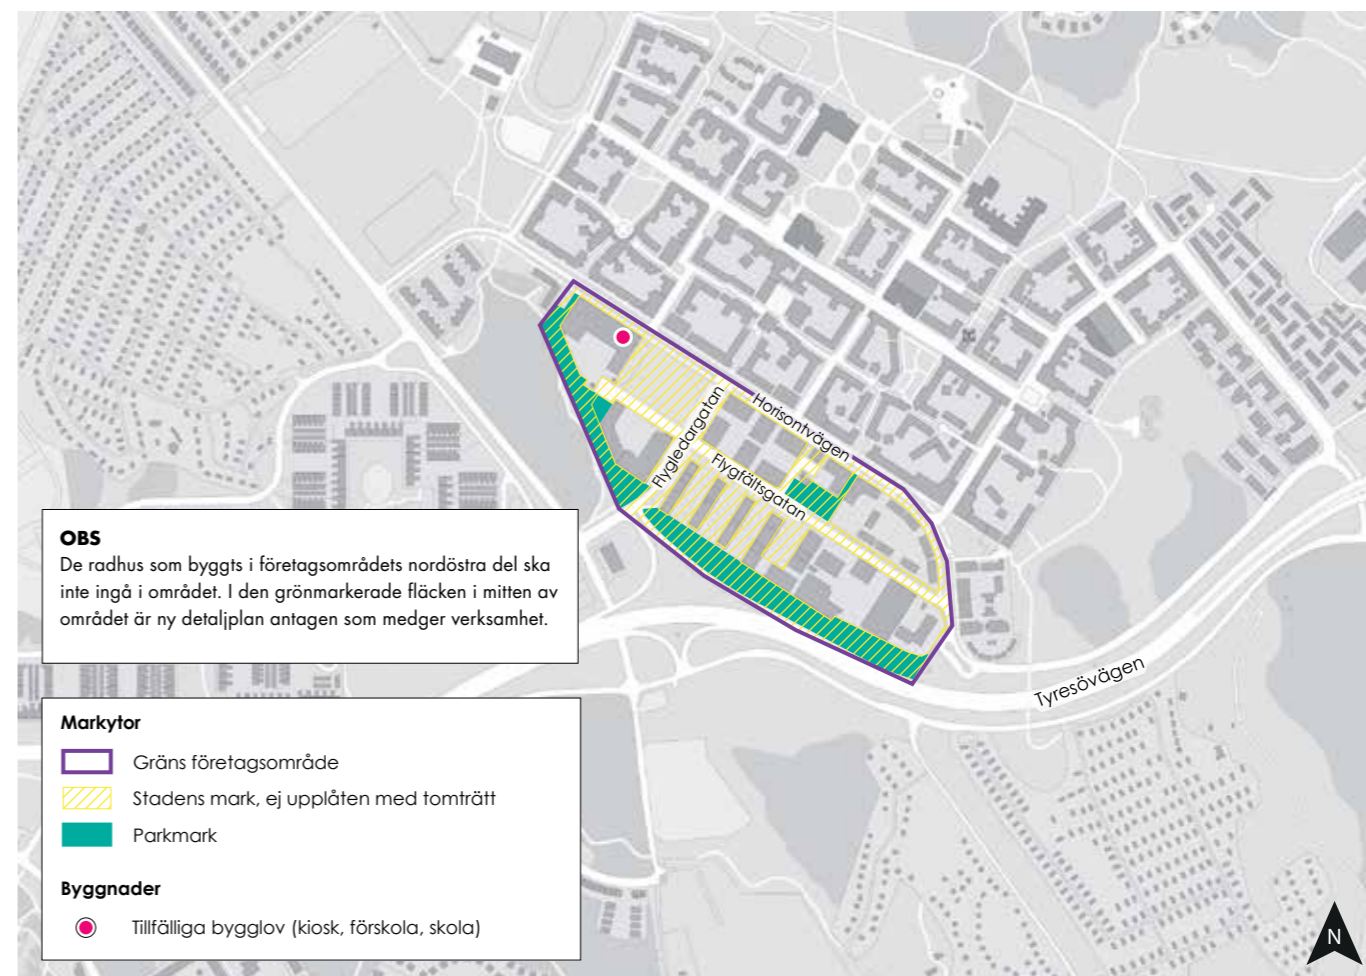 Horisontvägen
Flygledargatan
Flygfältsgatan
Tyresövägen
OBS
De radhus som byggts i företagsområdets nordöstra del ska
inte ingå i området. I den grönmarkerade fläcken i mitten av
området är ny detaljplan antagen som medger verksamhet.
Markytor
Gräns företagsområde
Stadens mark, ej upplåten med tomträtt
Parkmark
Byggnader
Tillfälliga bygglov (kiosk, förskola, skola)
N